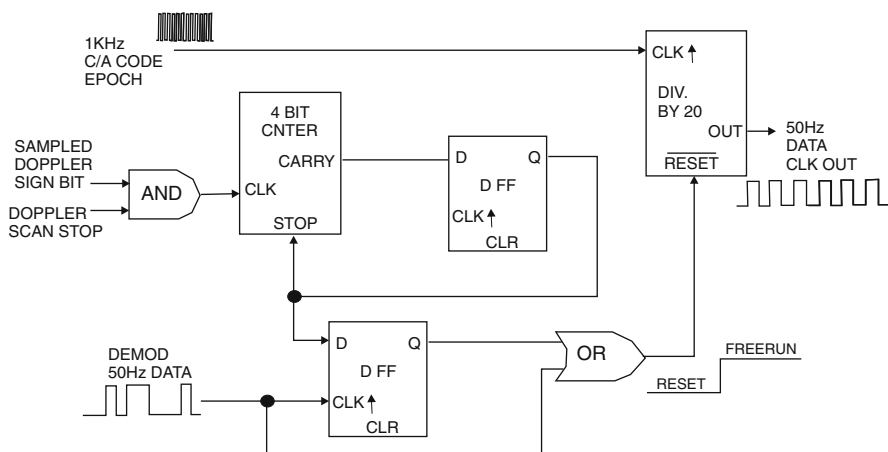 1KHz
C/A CODE
EPOCH
CLK
DIV.
BY 20
OUT
RESET
50Hz
DATA
CLK OUT
4 BIT
CNTER
CARRY
CLK
STOP
SAMPLED
DOPPLER
SIGN BIT
DOPPLER
SCAN STOP
AND
D Q
D FF
CLK
CLR
D Q
D FF
CLK
CLR
DEMOD
50Hz DATA
OR
FREERUN
RESET